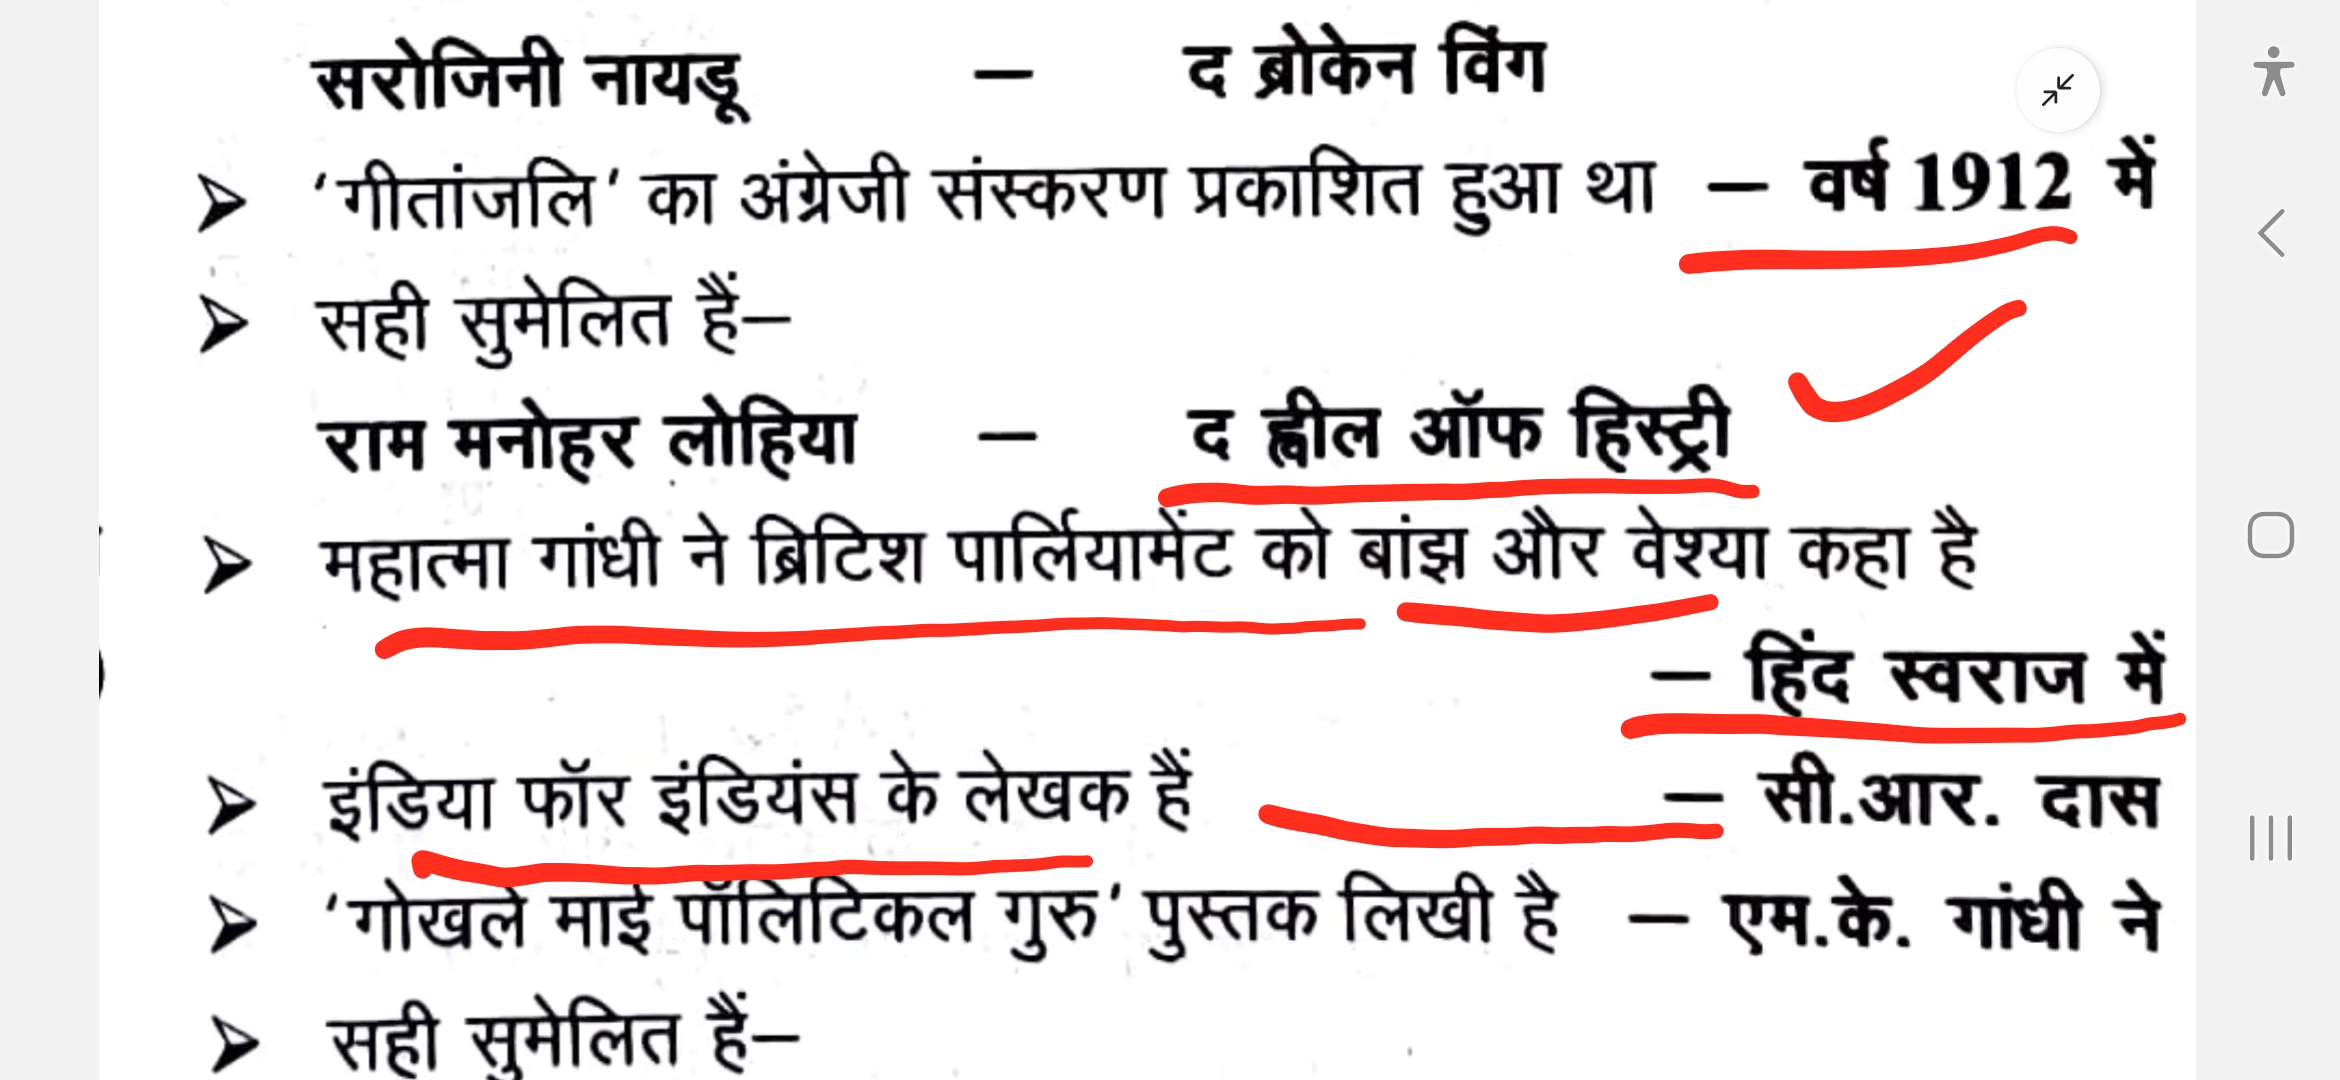 सरोजिनी नायडू — द ब्रोकेन विंग
➢ ‘गीतांजलि’ का अंग्रेजी संस्करण प्रकाशित हुआ था — वर्ष 1912 में
➢ सही सुमेलित हैं—
राम मनोहर लोहिया — द ह्वील ऑफ हिस्ट्री
➢ महात्मा गांधी ने ब्रिटिश पार्लियामेंट को बांझ और वेश्या कहा है
— हिंद स्वराज में
➢ इंडिया फॉर इंडियंस के लेखक हैं — सी.आर. दास
➢ ‘गोखले माई पॉलिटिकल गुरु’ पुस्तक लिखी है — एम.के. गांधी ने
➢ सही सुमेलित हैं—